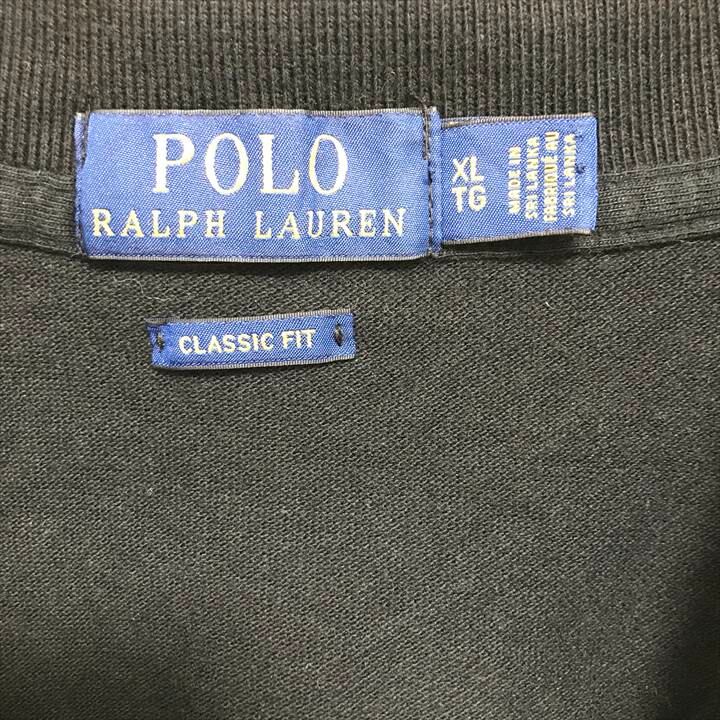 POLO
RALPH LAUREN
XL
TG
MADE IN
SRI LANKA
FABRIQUE AU
SRI LANKA
CLASSIC FIT